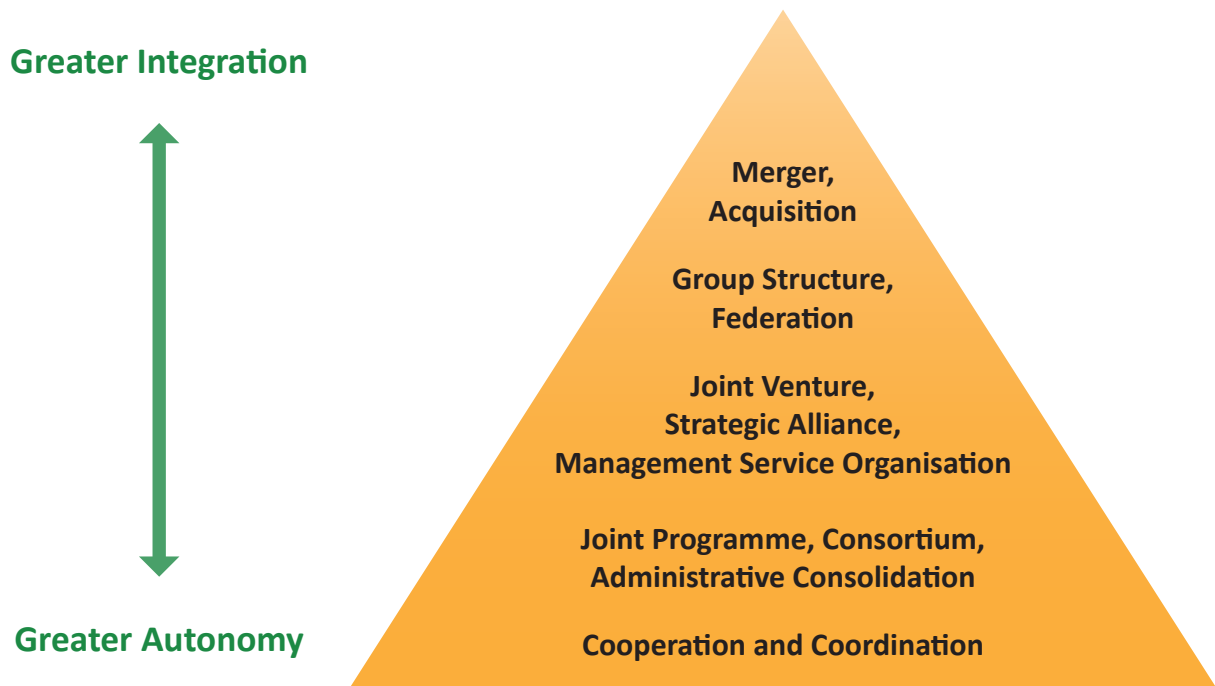 Greater Integration
Merger,
Acquisition
Group Structure,
Federation
Joint Venture,
Strategic Alliance,
Management Service Organisation
Joint Programme, Consortium,
Administrative Consolidation
Greater Autonomy
Cooperation and Coordination